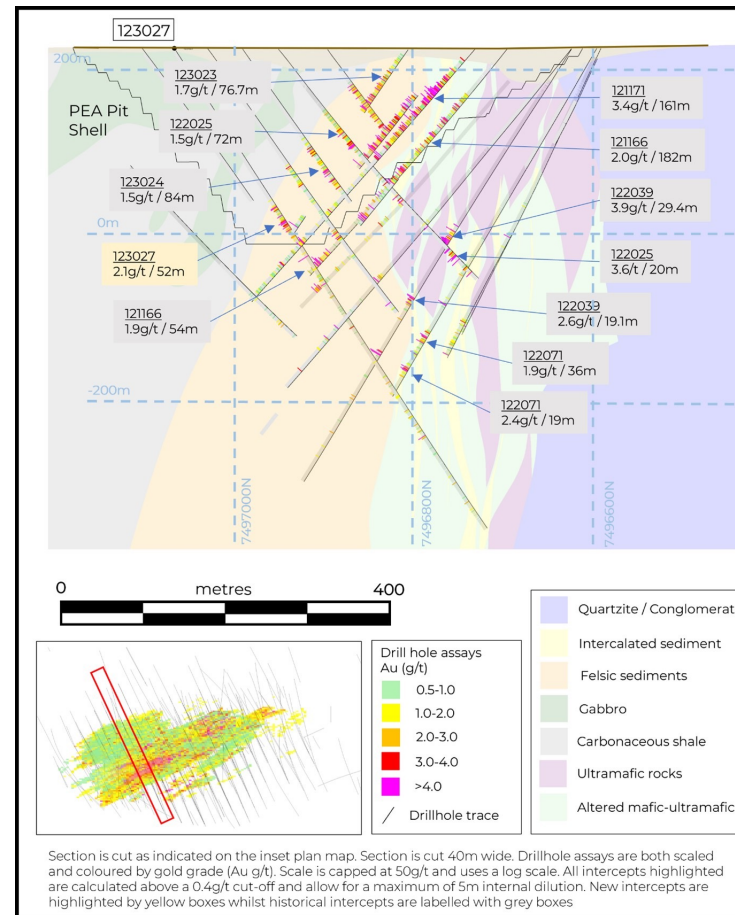 123027
200m
123023
1.7g/t / 76.7m
PEA Pit
Shell
122025
1.5g/t / 72m
123024
1.5g/t / 84m
0m
123027
2.1g/t / 52m
121166
1.9g/t / 54m
-200m
121171
3.4g/t / 161m
121166
2.0g/t / 182m
122039
3.9g/t / 29.4m
122025
3.6/t / 20m
122039
2.6g/t / 19.1m
122071
1.9g/t / 36m
122071
2.4g/t / 19m
7497000N
7496800N
7496600N
0 metres 400
Drill hole assays
Au (g/t)
0.5-1.0
1.0-2.0
2.0-3.0
3.0-4.0
>4.0
Drillhole trace
Quartzite / Conglomerat
Intercalated sediment
Felsic sediments
Gabbro
Carbonaceous shale
Ultramafic rocks
Altered mafic-ultramafic
Section is cut as indicated on the inset plan map. Section is cut 40m wide. Drillhole assays are both scaled
and coloured by gold grade (Au g/t). Scale is capped at 50g/t and uses a log scale. All intercepts highlighted
are calculated above a 0.4g/t cut-off and allow for a maximum of 5m internal dilution. New intercepts are
highlighted by yellow boxes whilst historical intercepts are labelled with grey boxes